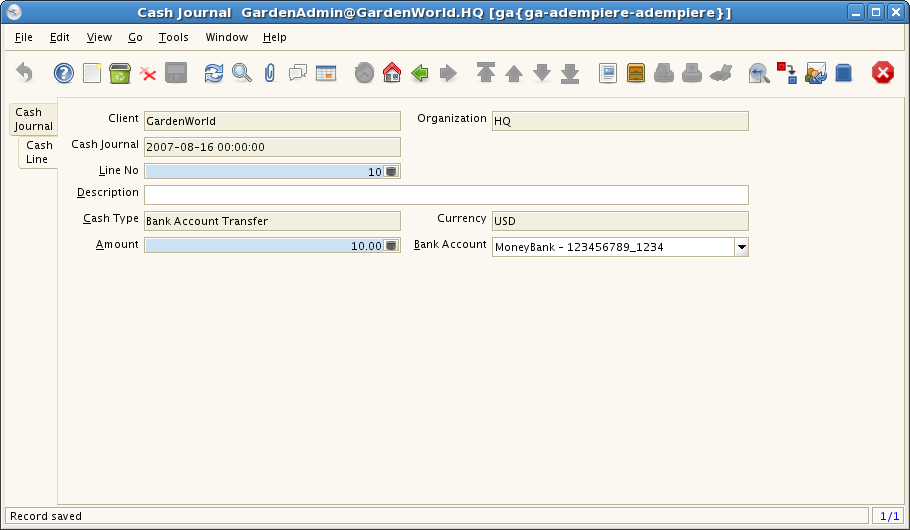 Cash Journal  GardenAdmin@GardenWorld.HQ [ga{ga-adempiere-adempiere}]
File Edit View Go Tools Window Help
Cash Journal
Cash Line
Client GardenWorld Organization HQ
Cash Journal 2007-08-16 00:00:00
Line No 10
Description
Cash Type Bank Account Transfer Currency USD
Amount 10.00 Bank Account MoneyBank - 123456789_1234
Record saved 1/1